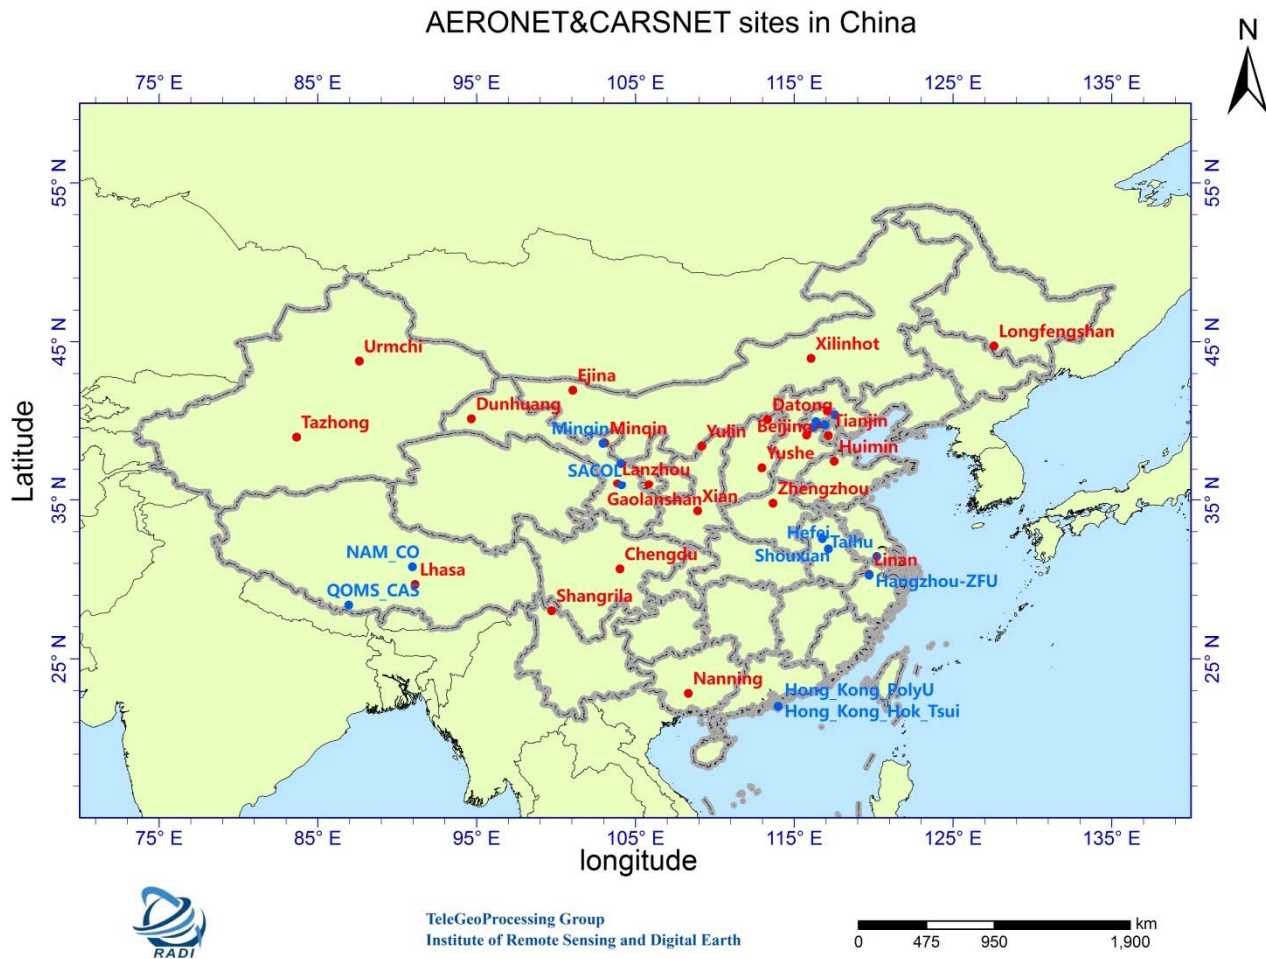 AERONET&CARSNET sites in China
N
75° E 85° E 95° E 105° E 115° E 125° E 135° E
55° N 55° N
45° N 45° N
35° N 35° N
25° N 25° N
Latitude
Longfengshan
Urmchi
Xilinhot
Ejina
Dunhuang
Datong
Tazhong
Minqin Minqin
Yulin
Beijing
Tianjin
Huimin
Yushe
SACOL
Lanzhou
Gaolanshan
Xian
Zhengzhou
Hefei
Taihu
Shouxian
Linan
NAM_CO
Chengdu
Lhasa
Hangzhou-ZFU
QOMS_CAS
Shangrila
Nanning
Hong_Kong_PolyU
Hong_Kong_Hok_Tsui
75° E 85° E 95° E 105° E 115° E 125° E 135° E
longitude
RADI
TeleGeoProcessing Group
Institute of Remote Sensing and Digital Earth
km
0 475 950 1,900